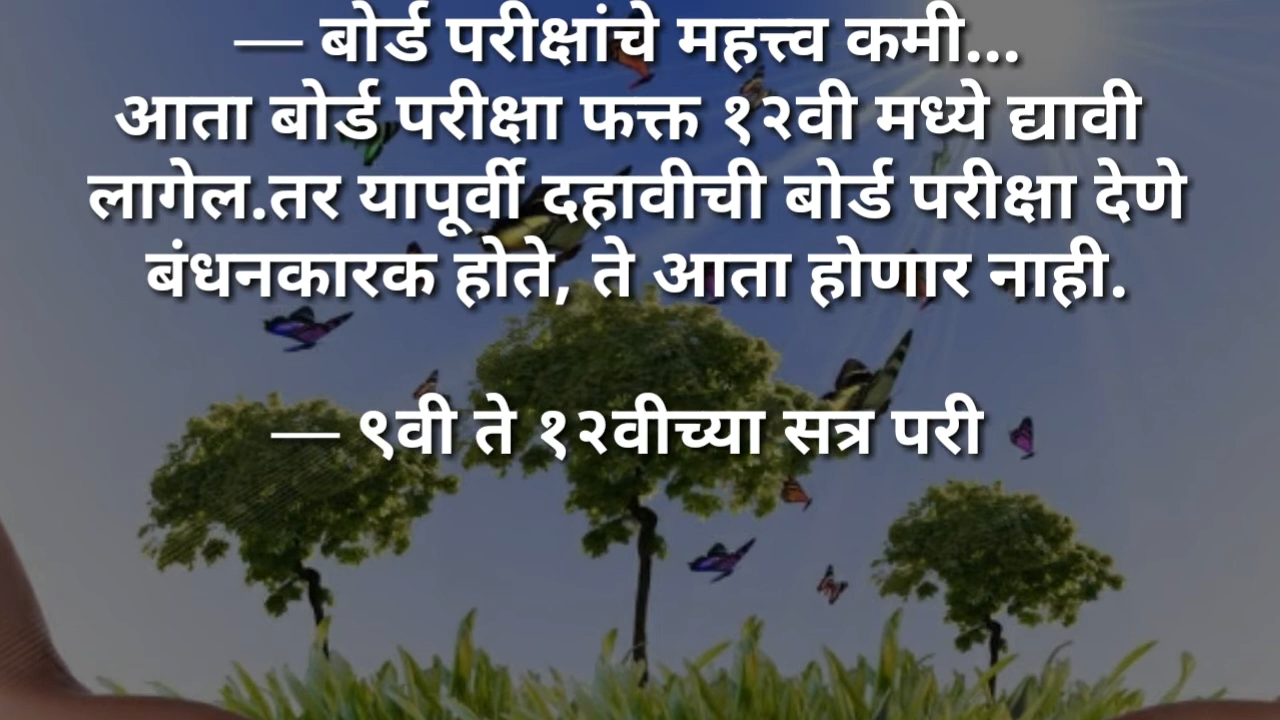 — बोर्ड परीक्षांचे महत्त्व कमी...
आता बोर्ड परीक्षा फक्त १२वी मध्ये द्यावी
लागेल.तर यापूर्वी दहावीची बोर्ड परीक्षा देणे
बंधनकारक होते, ते आता होणार नाही.
— ९वी ते १२वीच्या सत्र परी